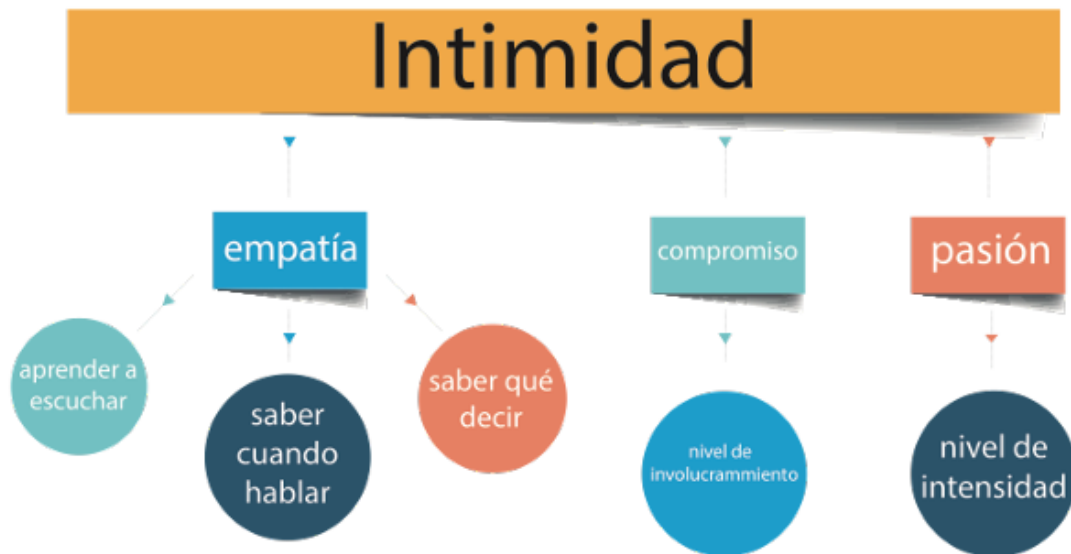 Intimidad
empatía
compromiso
pasión
aprender a
escuchar
saber
cuando
hablar
saber qué
decir
nivel de
involucrammiento
nivel de
intensidad